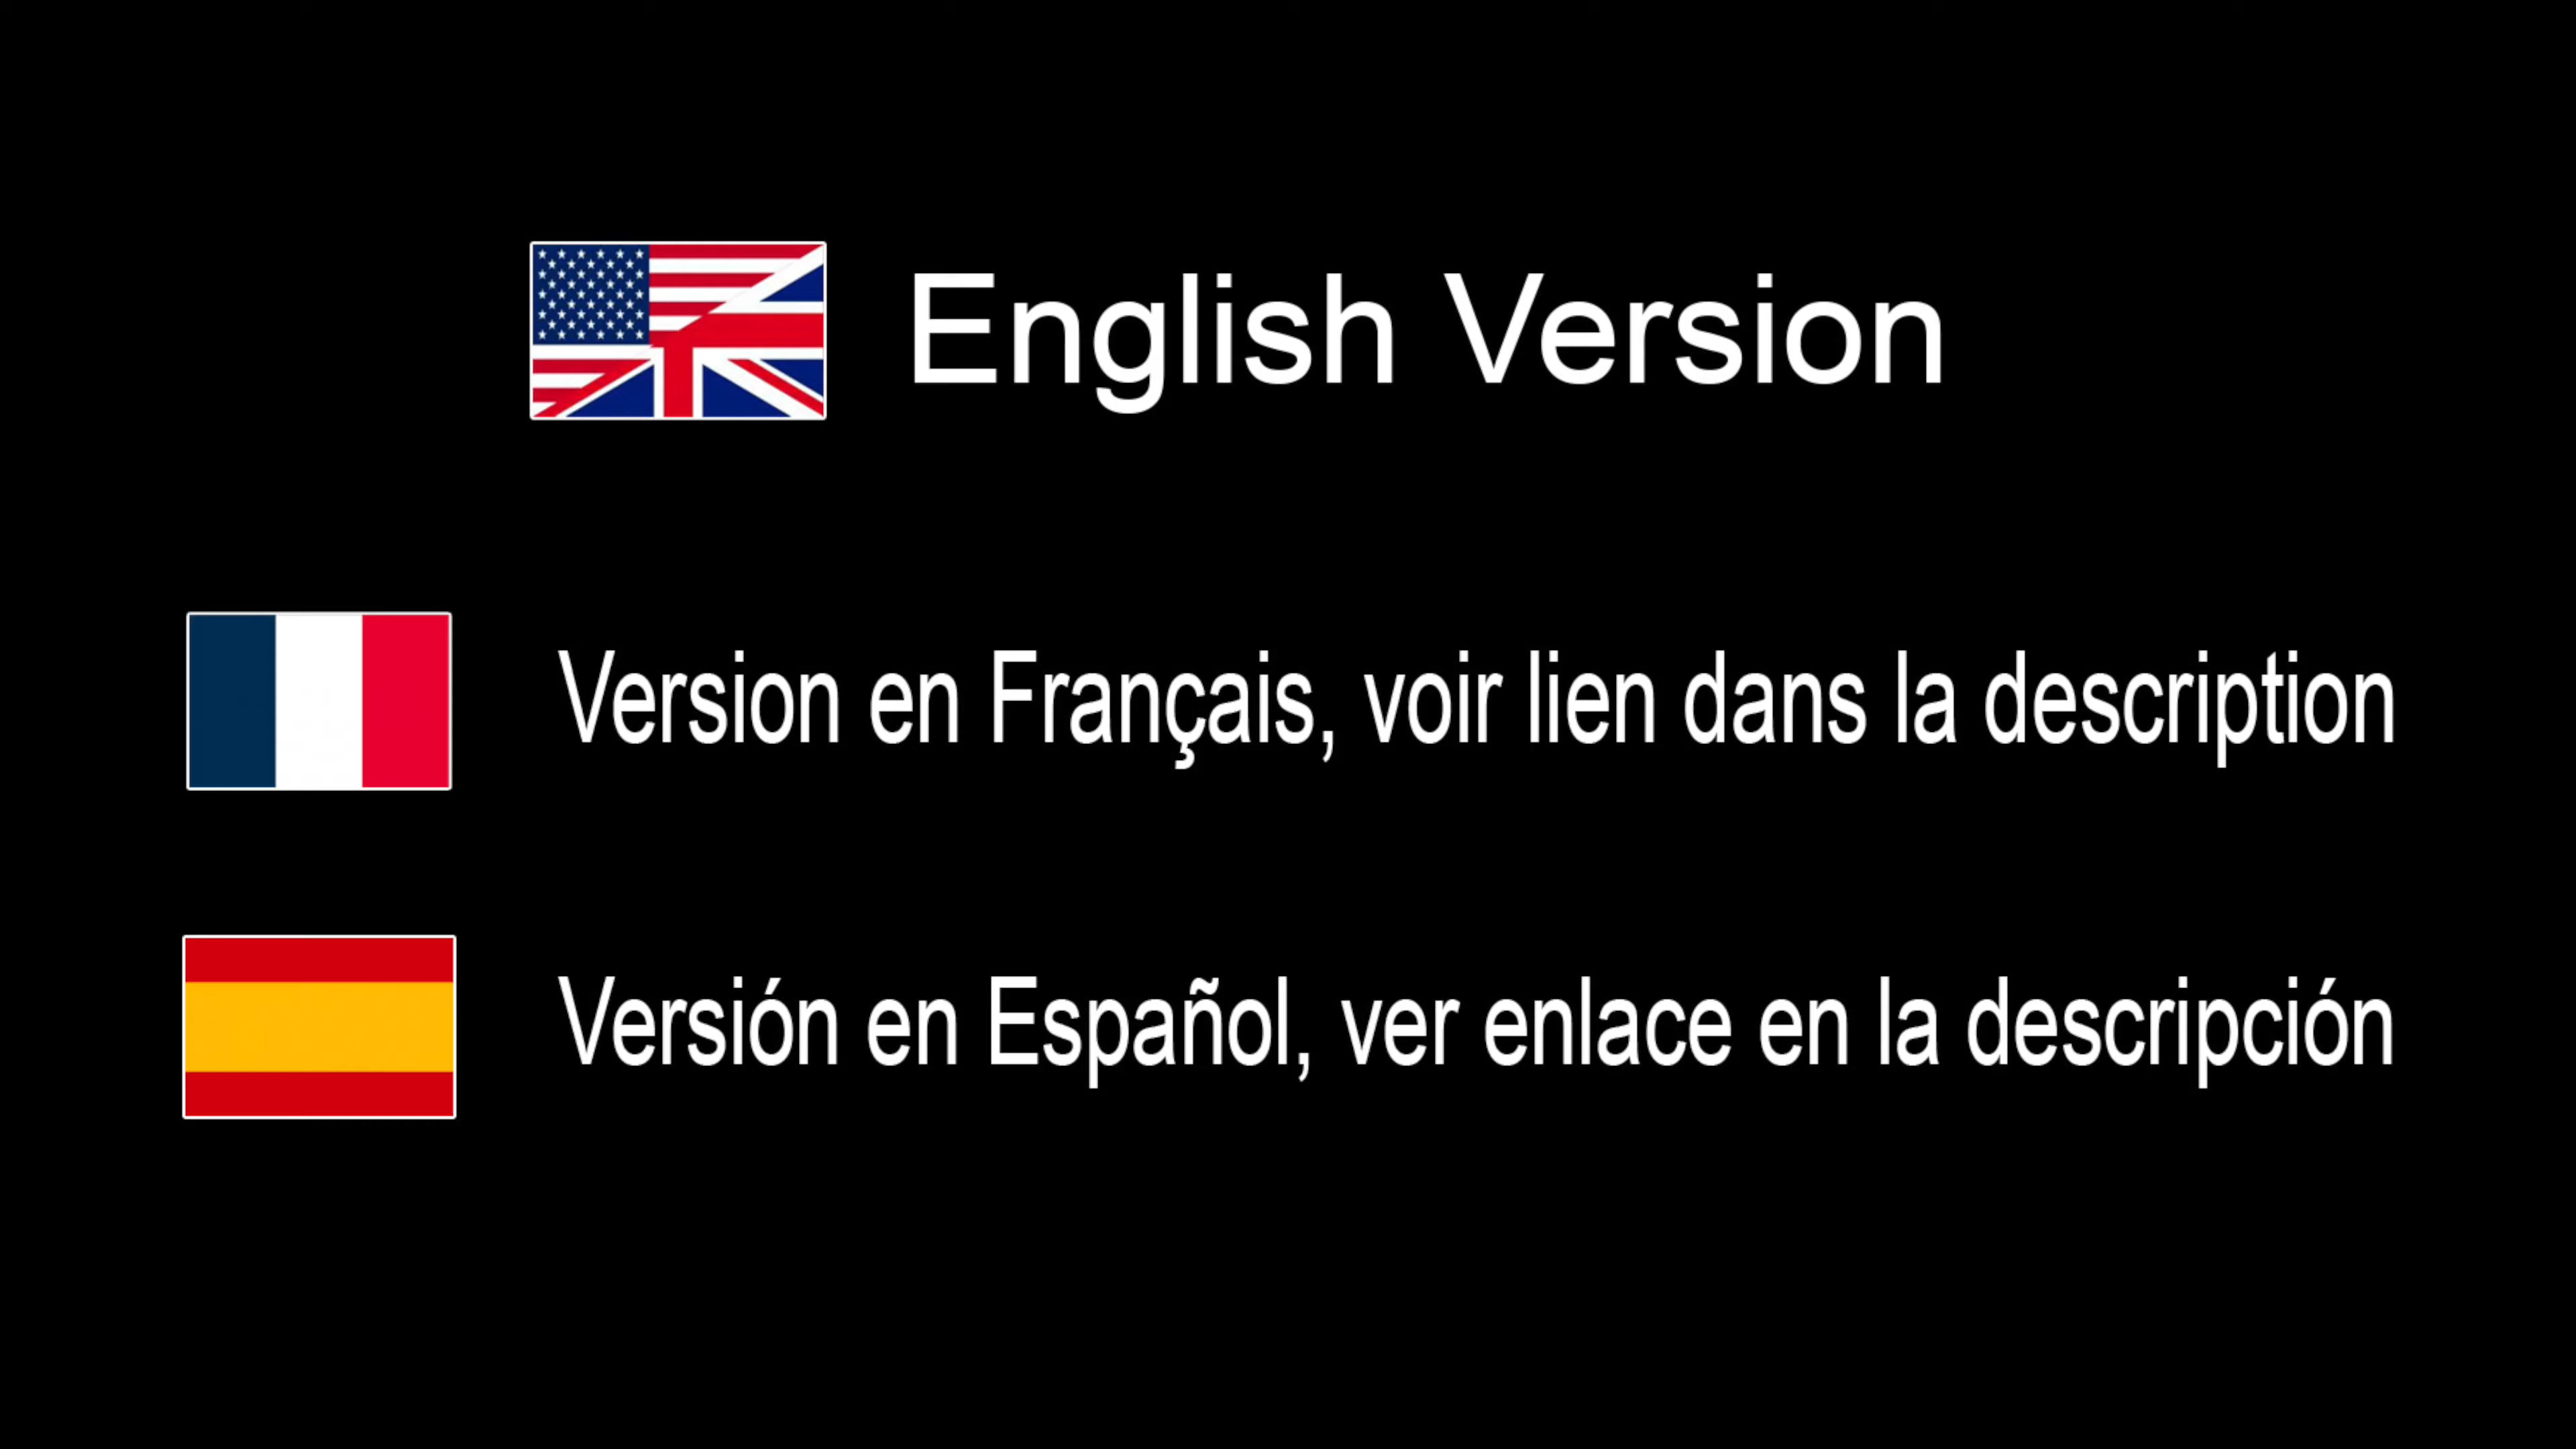 English Version
Version en Français, voir lien dans la description
Versión en Español, ver enlace en la descripción